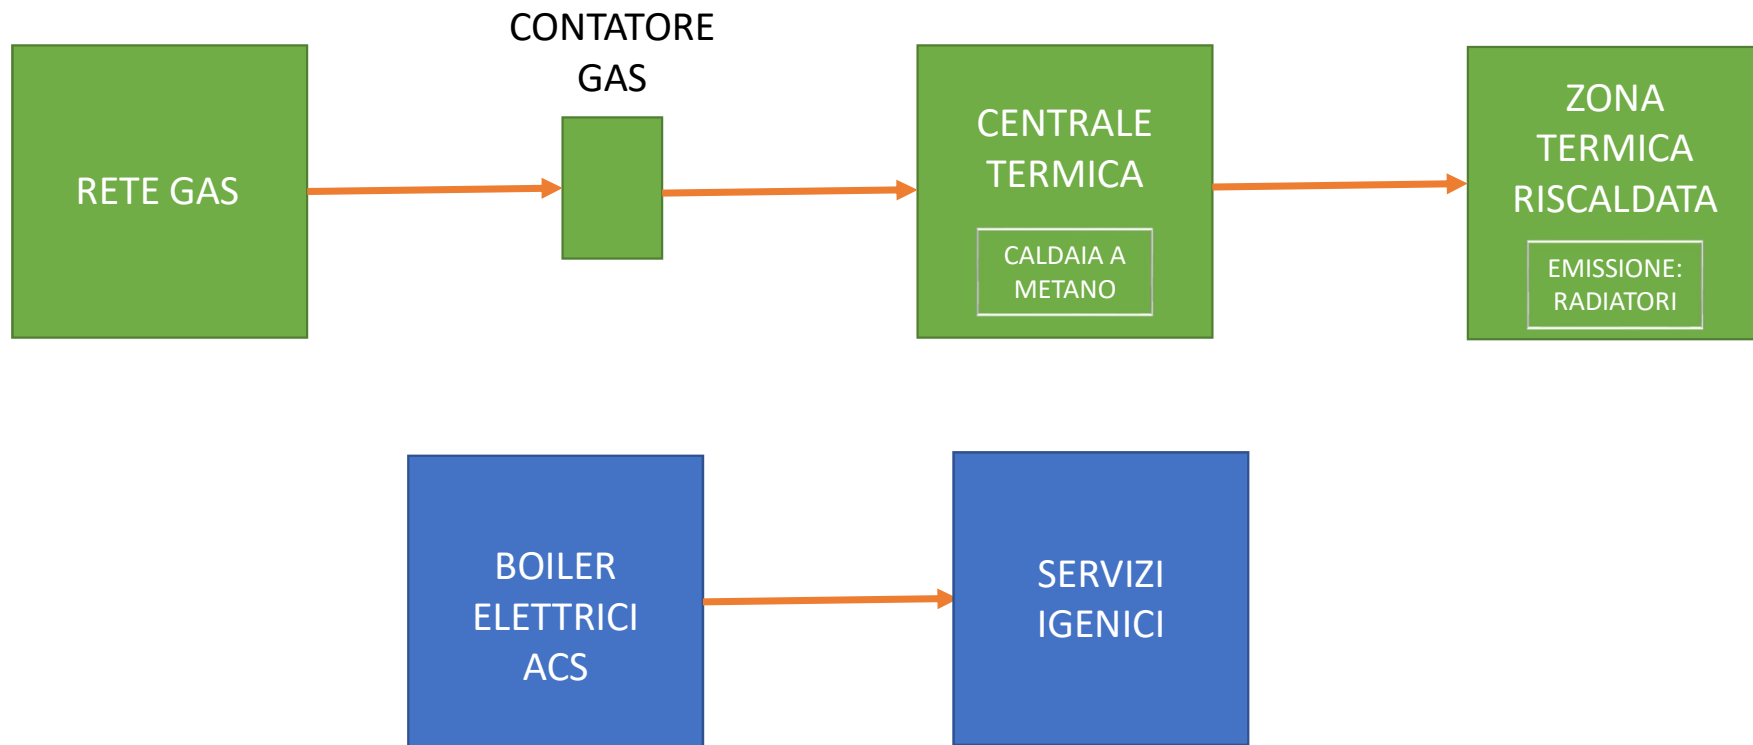 RETE GAS
CONTATORE
GAS
CENTRALE
TERMICA
CALDAIA A
METANO
ZONA
TERMICA
RISCALDATA
EMISSIONE:
RADIATORI
BOILER
ELETTRICI
ACS
SERVIZI
IGENICI